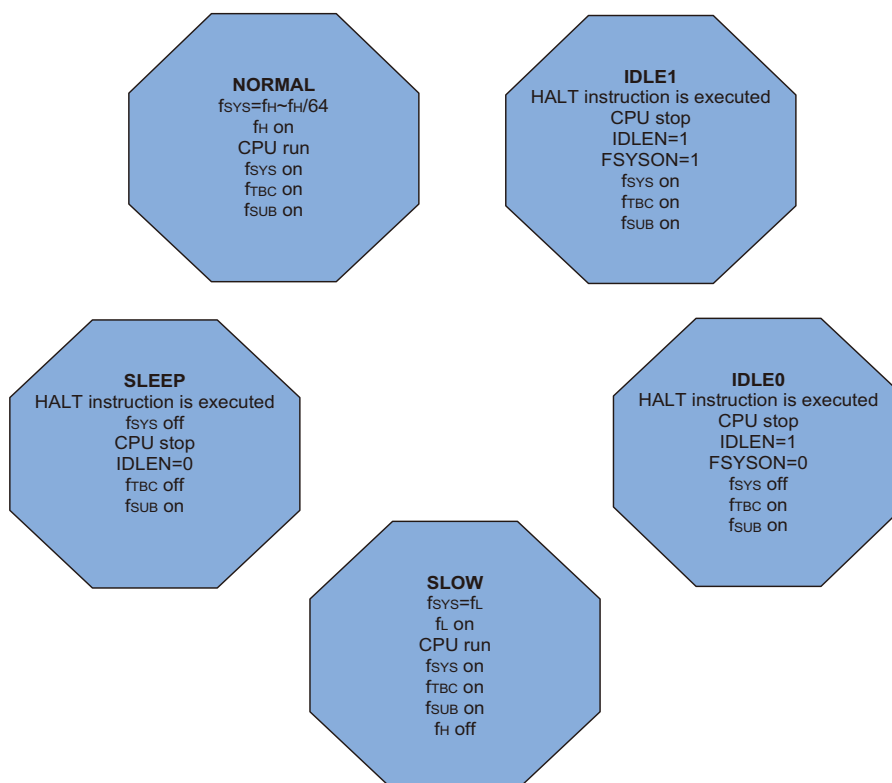 NORMAL
fSYS=fH~fH/64
fH on
CPU run
fSYS on
fTBC on
fSUB on
IDLE1
HALT instruction is executed
CPU stop
IDLEN=1
FSYSON=1
fSYS on
fTBC on
fSUB on
SLEEP
HALT instruction is executed
fSYS off
CPU stop
IDLEN=0
fTBC off
fSUB on
IDLE0
HALT instruction is executed
CPU stop
IDLEN=1
FSYSON=0
fSYS off
fTBC on
fSUB on
SLOW
fSYS=fL
fL on
CPU run
fSYS on
fTBC on
fSUB on
fH off